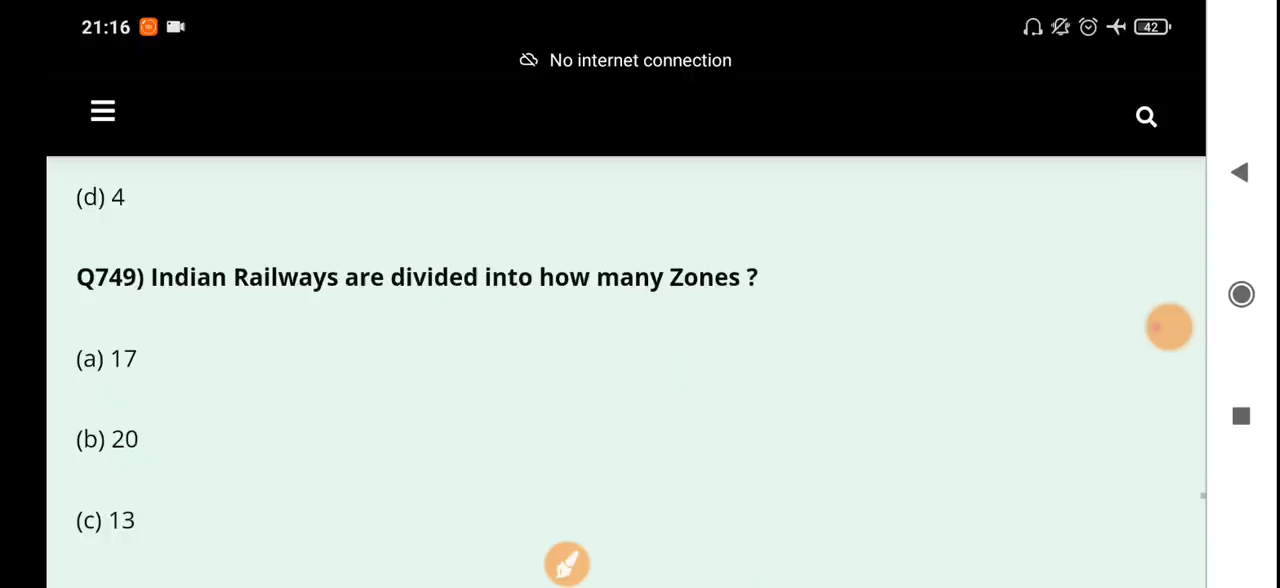 21:16
42
No internet connection
(d) 4
Q749) Indian Railways are divided into how many Zones ?
(a) 17
(b) 20
(c) 13